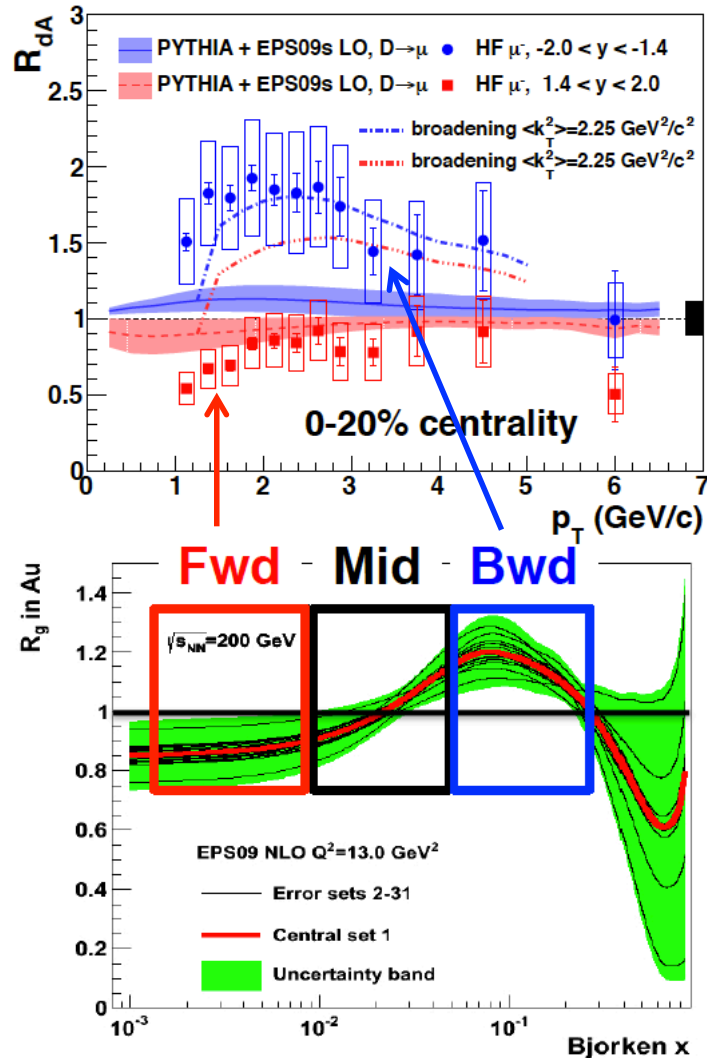 R_dA
3
2.5
2
1.5
1
0.5
0
PYTHIA + EPS09s LO, D→μ
HF μ⁻, -2.0 < y < -1.4
PYTHIA + EPS09s LO, D→μ
HF μ⁻, 1.4 < y < 2.0
broadening <k_T^2>=2.25 GeV²/c²
broadening <k_T^2>=2.25 GeV²/c²
0-20% centrality
0 1 2 3 4 5 6 7
p_T (GeV/c)
Fwd Mid Bwd
R_g in Au
1.4
1.2
1
0.8
0.6
0.4
0.2
0
√s_NN=200 GeV
EPS09 NLO Q²=13.0 GeV²
Error sets 2-31
Central set 1
Uncertainty band
10⁻³ 10⁻² 10⁻¹
Bjorken x